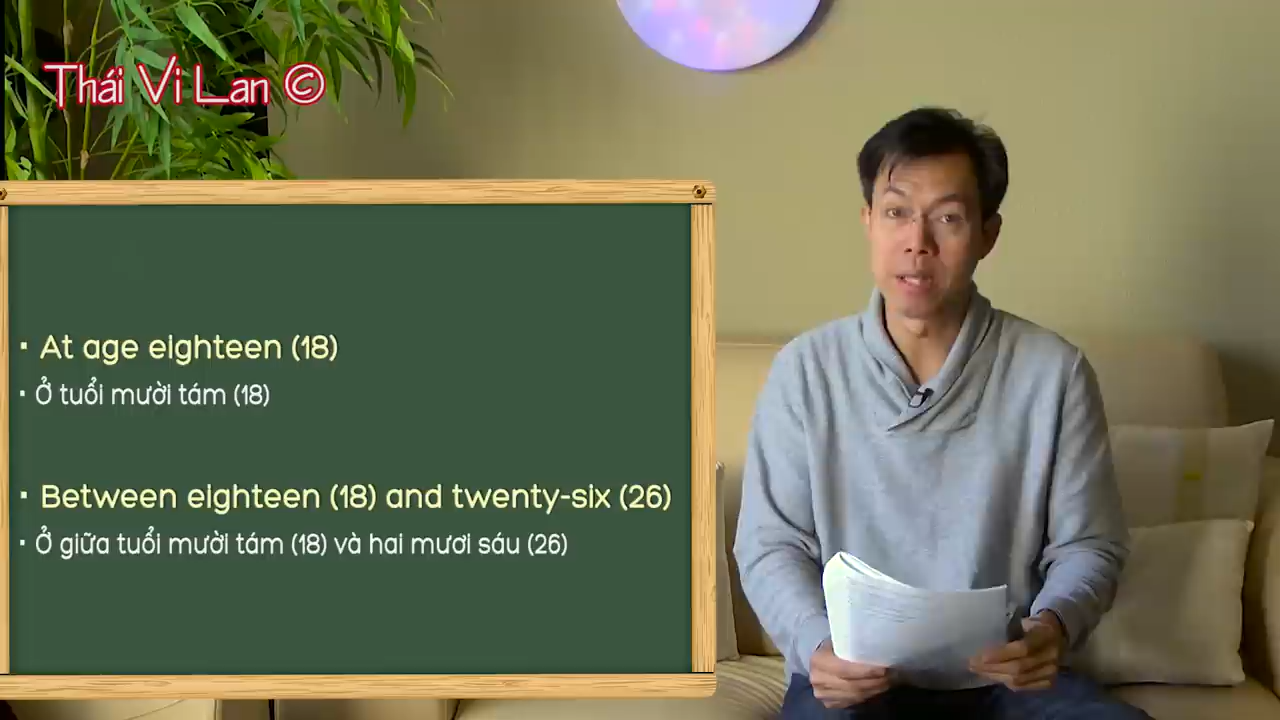 Thái Vi Lan ©
· At age eighteen (18)
· Ở tuổi mười tám (18)
· Between eighteen (18) and twenty-six (26)
· Ở giữa tuổi mười tám (18) và hai mươi sáu (26)